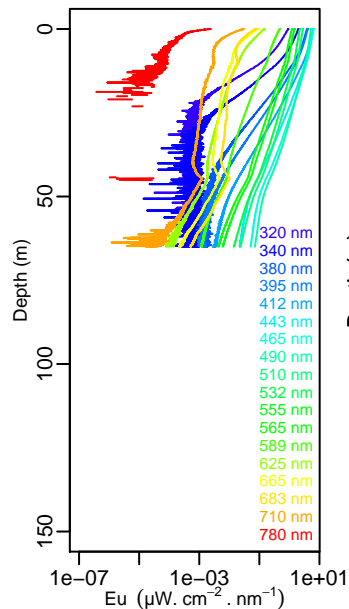 0
50
100
150
Depth (m)
320 nm
340 nm
380 nm
395 nm
412 nm
443 nm
465 nm
490 nm
510 nm
532 nm
555 nm
565 nm
589 nm
625 nm
665 nm
683 nm
710 nm
780 nm
1e−07 1e−03 1e+01
Eu (µW. cm⁻² . nm⁻¹)